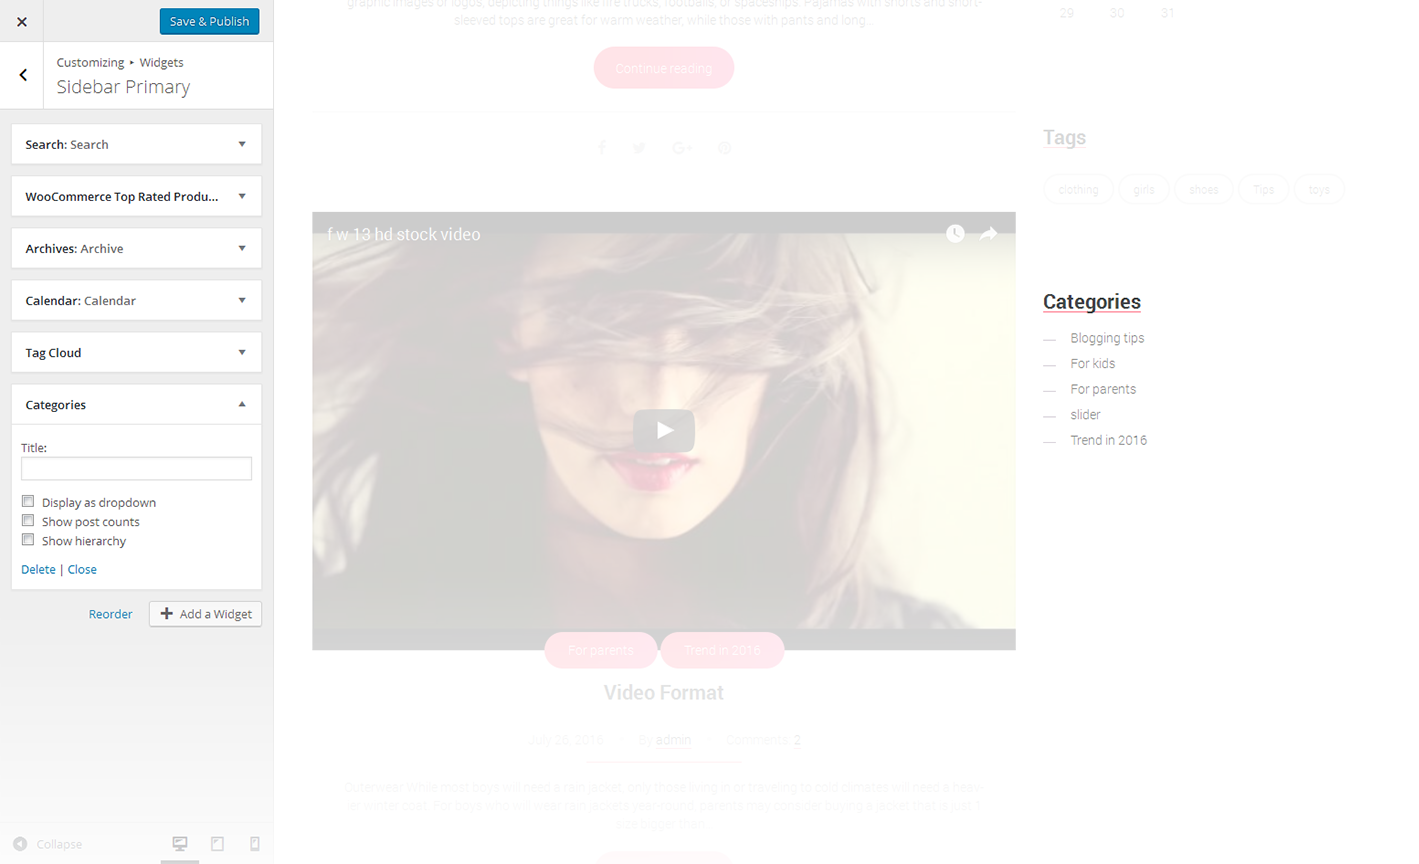 Save & Publish
Customizing ▸ Widgets
Sidebar Primary
Search: Search
WooCommerce Top Rated Produ...
Archives: Archive
Calendar: Calendar
Tag Cloud
Categories
Title:
Display as dropdown
Show post counts
Show hierarchy
Delete | Close
Reorder
Add a Widget
Collapse
graphic images or logos, depicting things like fire trucks, footballs, or spaceships. Pajamas with shorts and short-
sleeved tops are great for warm weather, while those with pants and long...
Continue reading
f w 13 hd stock video
For parents Trend in 2016
Video Format
July 26, 2016 By admin Comments: 2
Outerwear While most boys will need a rain jacket, only those living in or traveling to cold climates will need a heav-
ier winter coat. For boys who will wear rain jackets year-round, parents may consider buying a jacket that is just 1
size bigger than
29 30 31
Tags
clothing girls shoes Tips toys
Categories
Blogging tips
For kids
For parents
slider
Trend in 2016